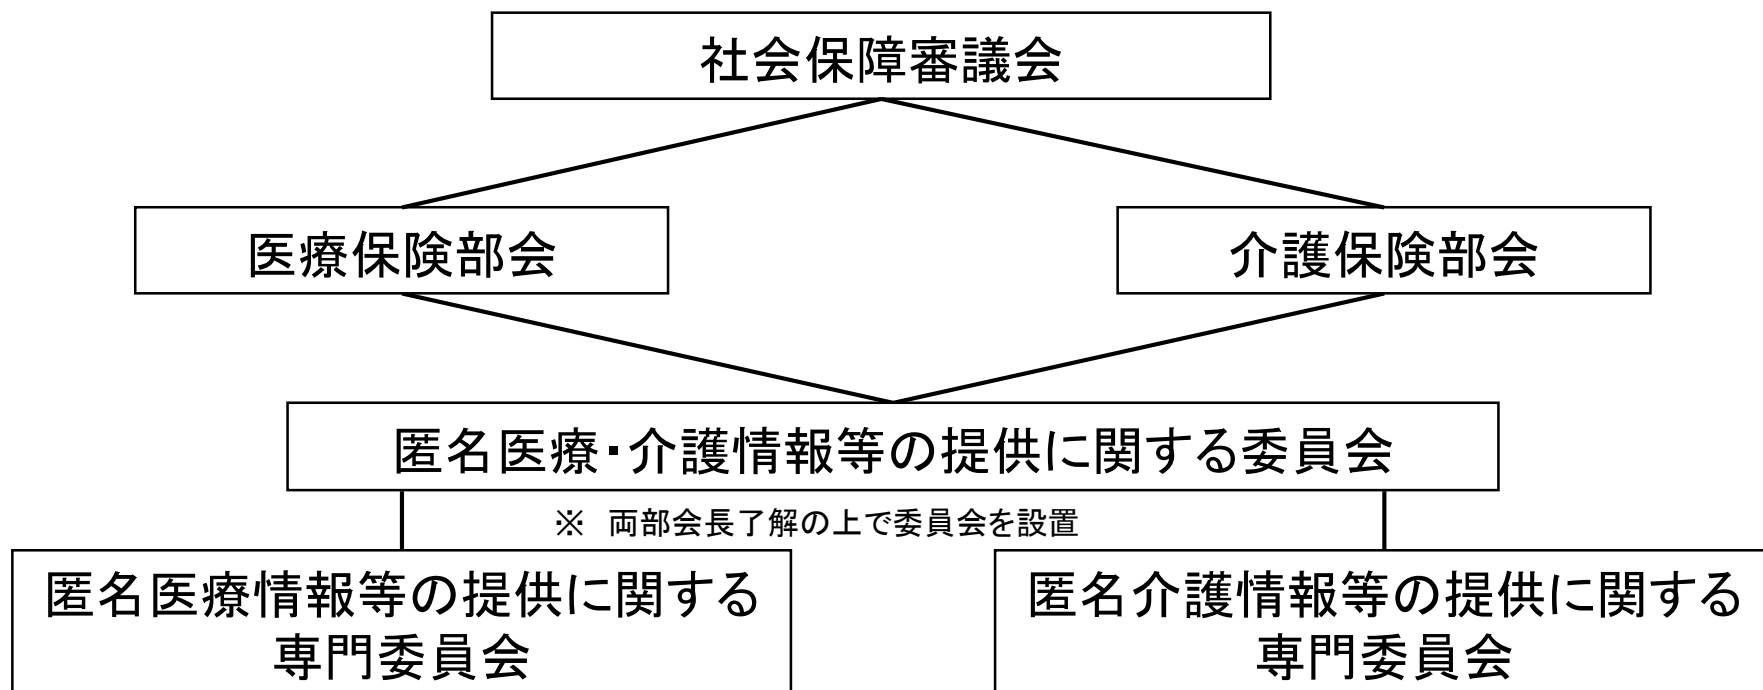 社会保障審議会
医療保険部会
介護保険部会
匿名医療・介護情報等の提供に関する委員会
※　両部会長了解の上で委員会を設置
匿名医療情報等の提供に関する
専門委員会
匿名介護情報等の提供に関する
専門委員会